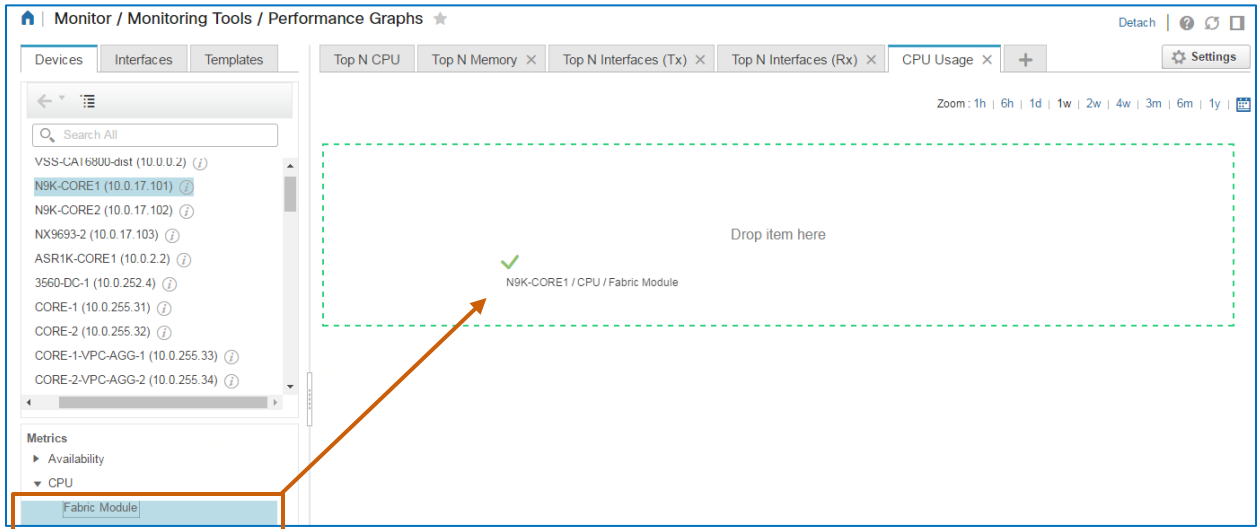 Monitor / Monitoring Tools / Performance Graphs
Detach
Devices Interfaces Templates
Top N CPU Top N Memory Top N Interfaces (Tx) Top N Interfaces (Rx) CPU Usage Settings
Zoom : 1h | 6h | 1d | 1w | 2w | 4w | 3m | 6m | 1y |
Search All
VSS-CAT6800-dist (10.0.0.2)
N9K-CORE1 (10.0.17.101)
N9K-CORE2 (10.0.17.102)
NX9693-2 (10.0.17.103)
ASR1K-CORE1 (10.0.2.2)
3560-DC-1 (10.0.252.4)
CORE-1 (10.0.255.31)
CORE-2 (10.0.255.32)
CORE-1-VPC-AGG-1 (10.0.255.33)
CORE-2-VPC-AGG-2 (10.0.255.34)
Drop item here
N9K-CORE1 / CPU / Fabric Module
Metrics
Availability
CPU
Fabric Module